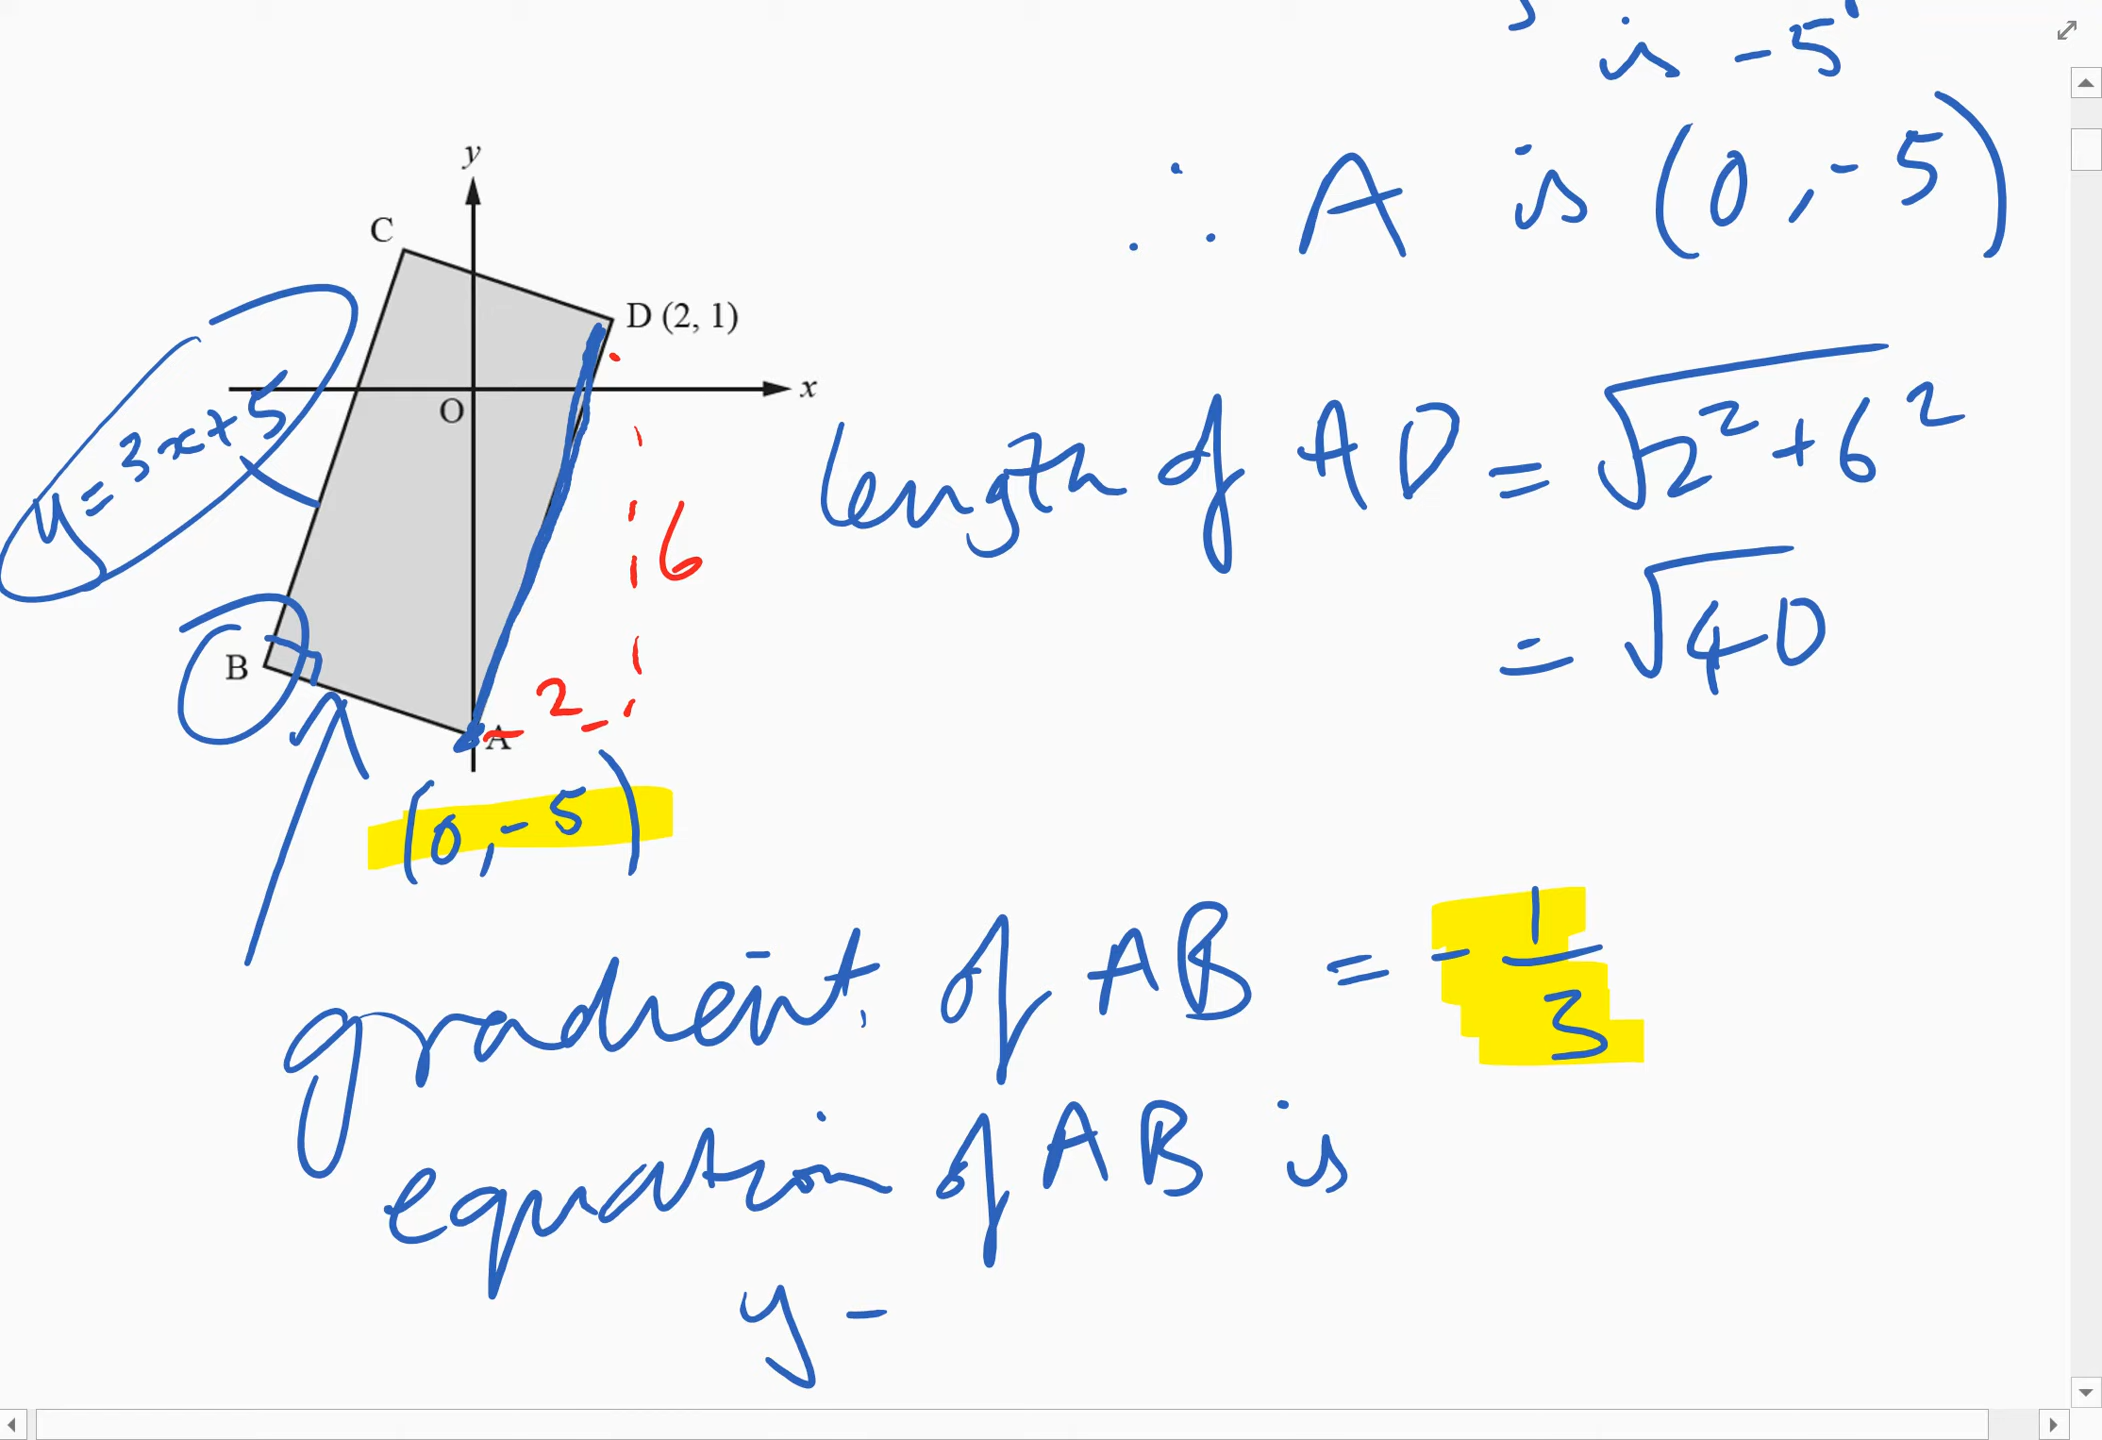 is -5
∴ A is (0, -5)
y
C
D (2, 1)
x
O
y = 3x+5
length of AD = √2²+6²
6
= √40
B
2
A
(0, -5)
gradient of AB = -1/3
equation of AB is
y -